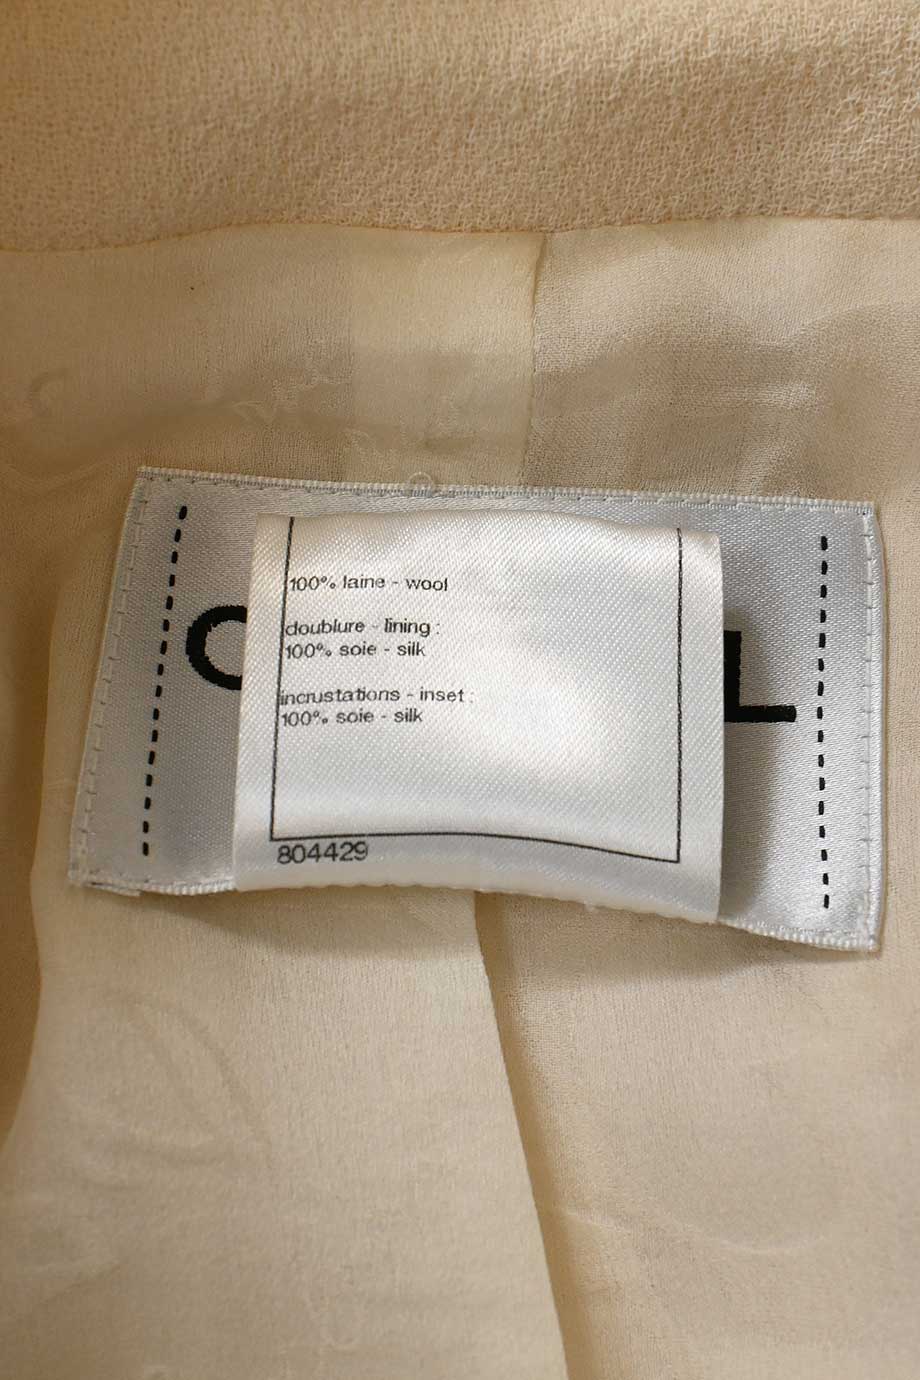 100% laine - wool
doublure - lining :
100% soie - silk
incrustations - inset :
100% soie - silk
804429